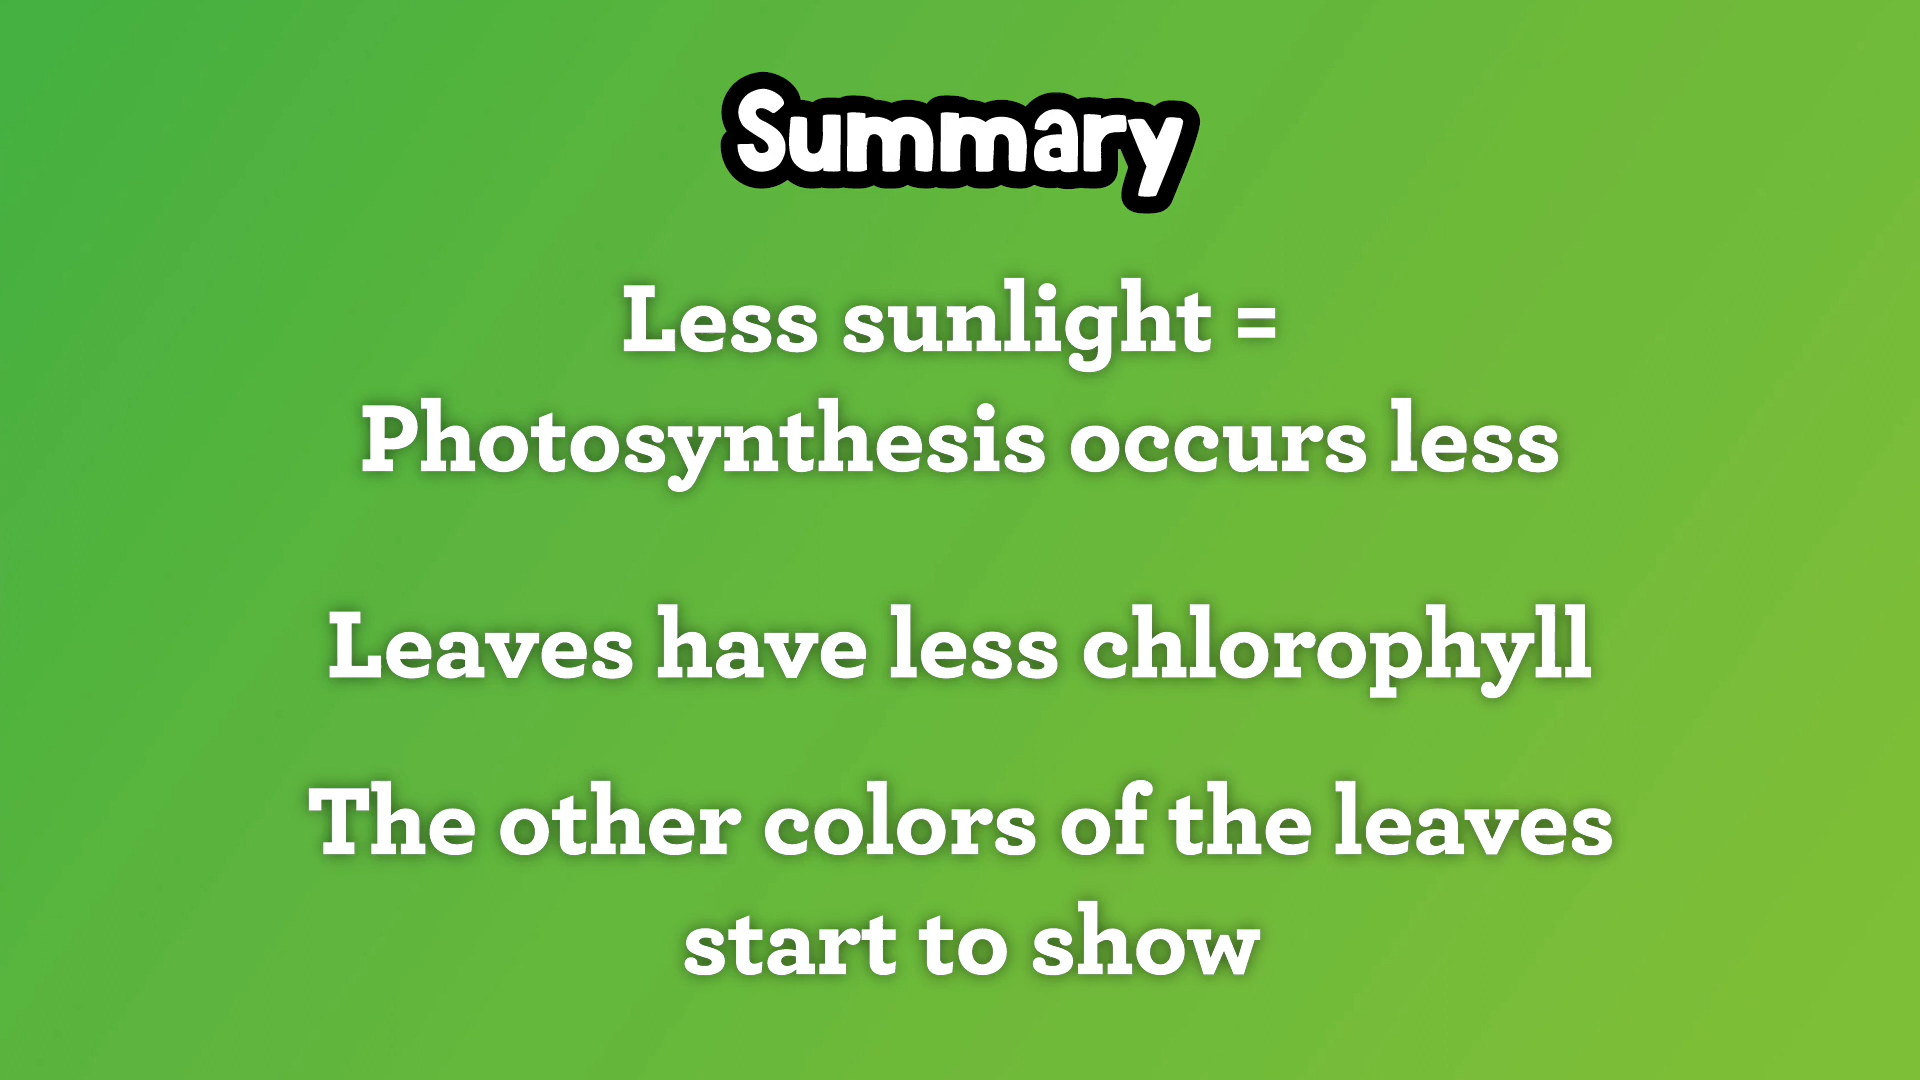 Summary
Less sunlight =
Photosynthesis occurs less
Leaves have less chlorophyll
The other colors of the leaves
start to show